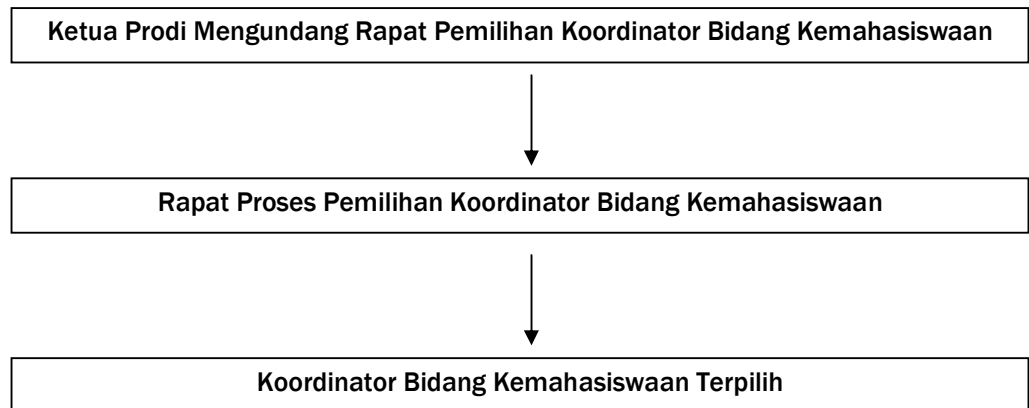 Ketua Prodi Mengundang Rapat Pemilihan Koordinator Bidang Kemahasiswaan
Rapat Proses Pemilihan Koordinator Bidang Kemahasiswaan
Koordinator Bidang Kemahasiswaan Terpilih